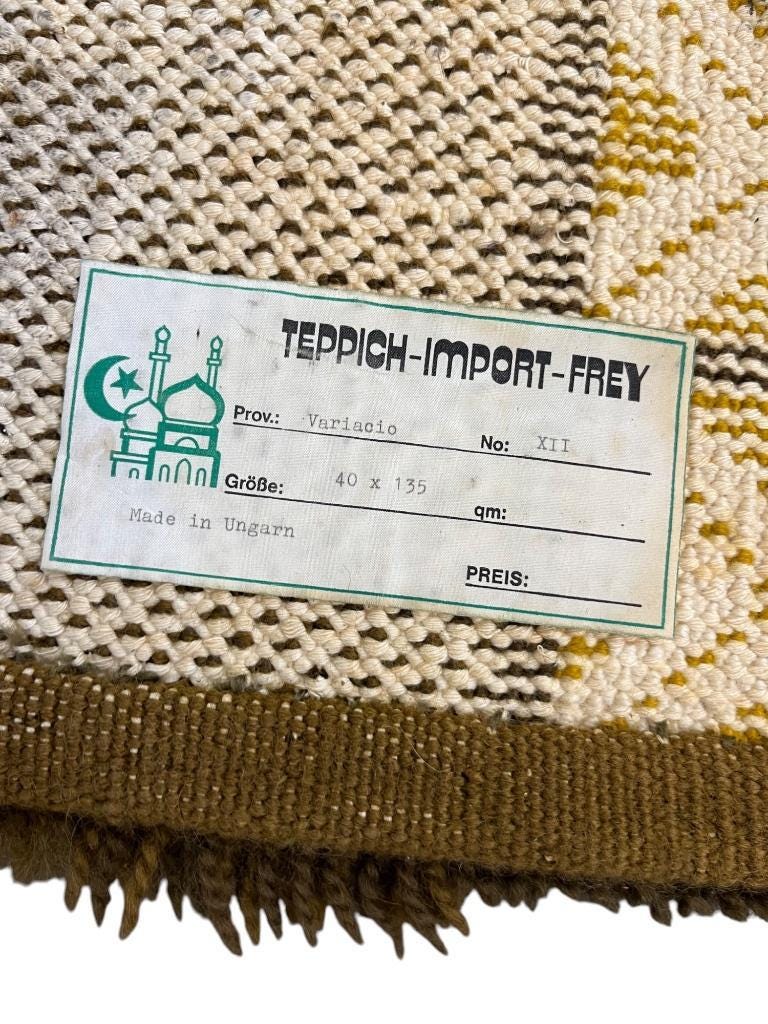 TEPPICH-IMPORT-FREY
Prov.: Variacio No: XII
Größe: 40 x 135 qm:
Made in Ungarn
PREIS: